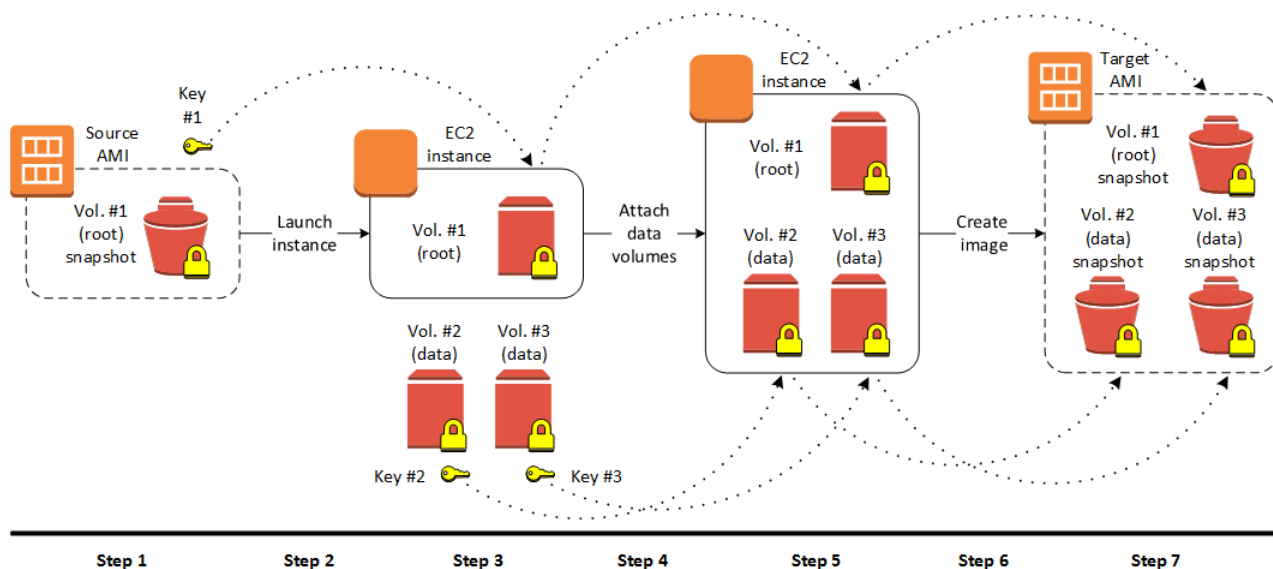 Source
AMI
Key
#1
Vol. #1
(root)
snapshot
Launch
instance
EC2
instance
Vol. #1
(root)
Vol. #2
(data)
Vol. #3
(data)
Key #2
Key #3
Attach
data
volumes
EC2
instance
Vol. #1
(root)
Vol. #2
(data)
Vol. #3
(data)
Create
image
Target
AMI
Vol. #1
(root)
snapshot
Vol. #2
(data)
snapshot
Vol. #3
(data)
snapshot
Step 1
Step 2
Step 3
Step 4
Step 5
Step 6
Step 7